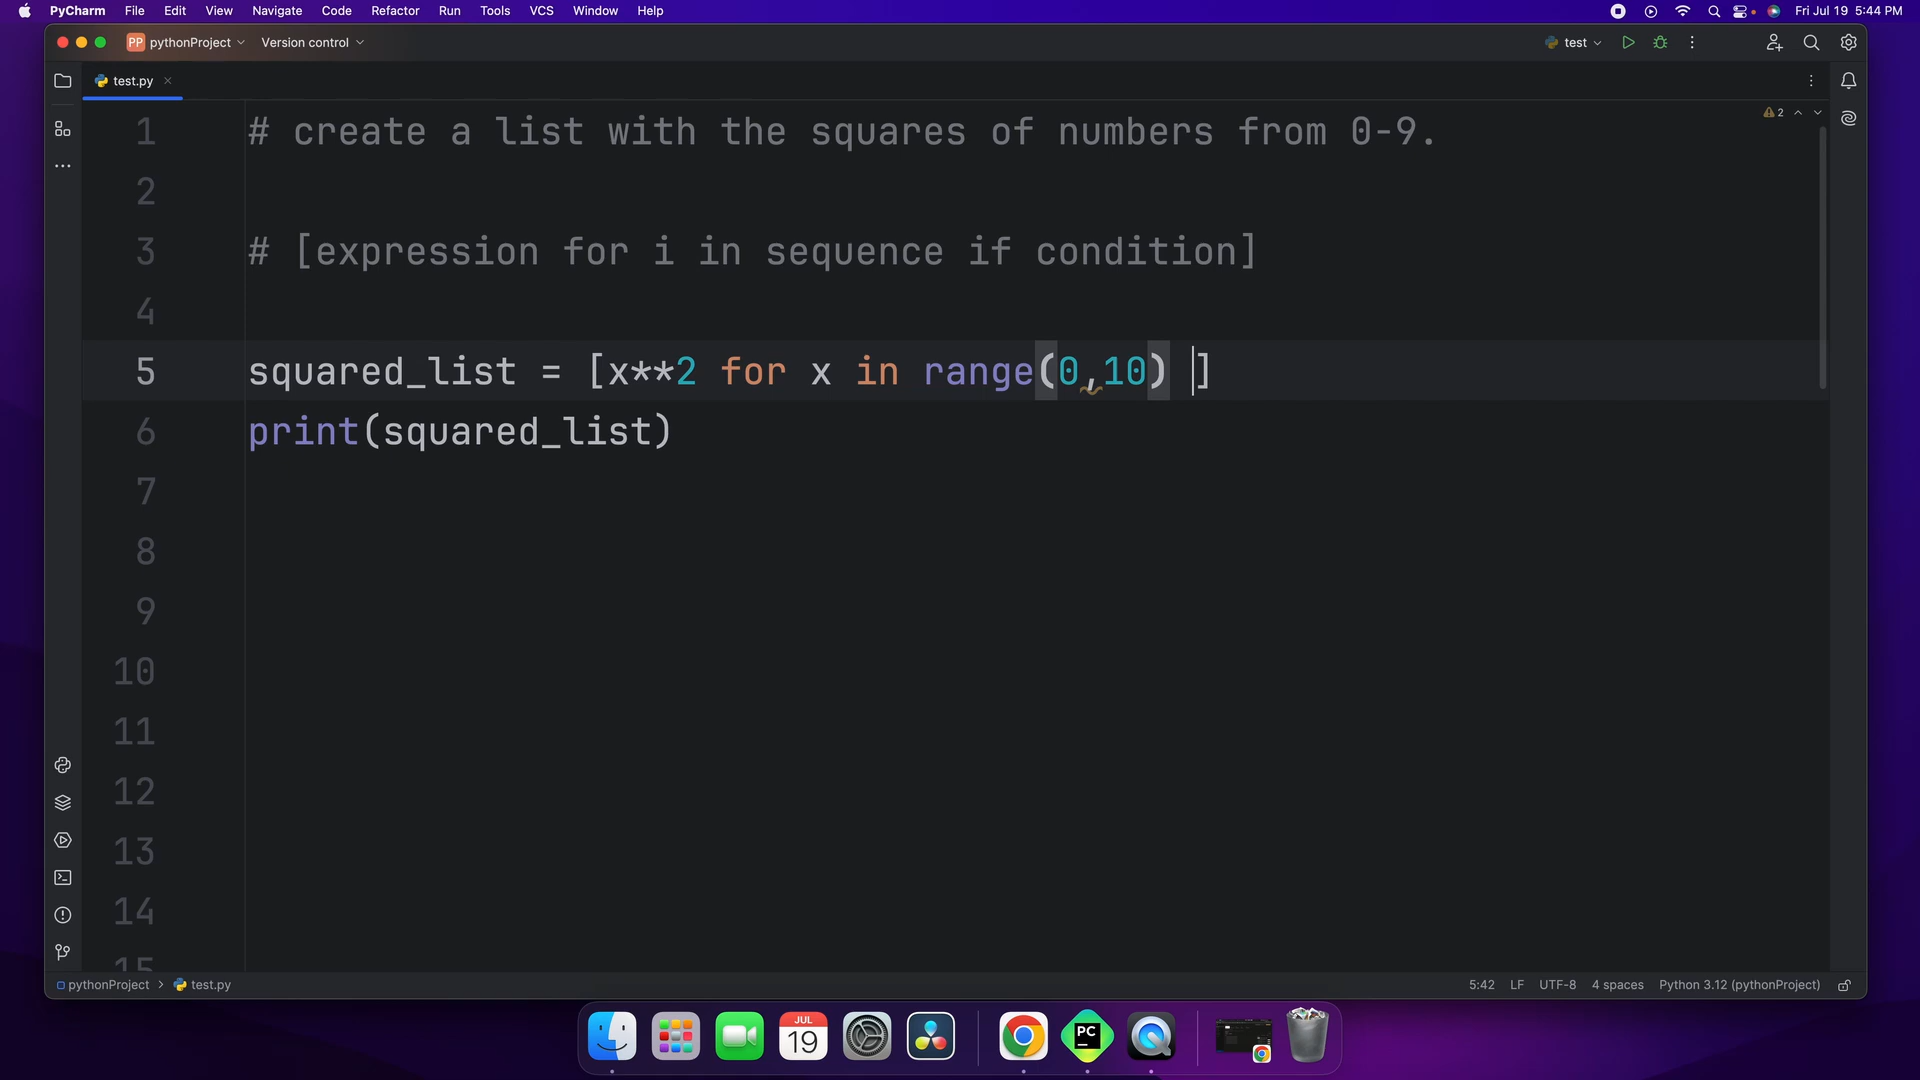 PyCharm File Edit View Navigate Code Refactor Run Tools VCS Window Help Fri Jul 19 5:44 PM
PP pythonProject Version control test
test.py
2
1 # create a list with the squares of numbers from 0-9.
2
3 # [expression for i in sequence if condition]
4
5 squared_list = [x**2 for x in range(0,10) ]
6 print(squared_list)
7
8
9
10
11
12
13
14
15
pythonProject > test.py 5:42 LF UTF-8 4 spaces Python 3.12 (pythonProject)
JUL
19
PC